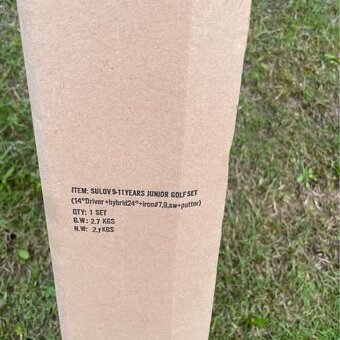 ITEM: SULOV 9-11YEARS JUNIOR GOLF SET
(14°Driver+hybrid24°+iron#7,9,sw+putter)
QTY: 1 SET
G.W: 2.7 KGS
N.W: 2.1KGS